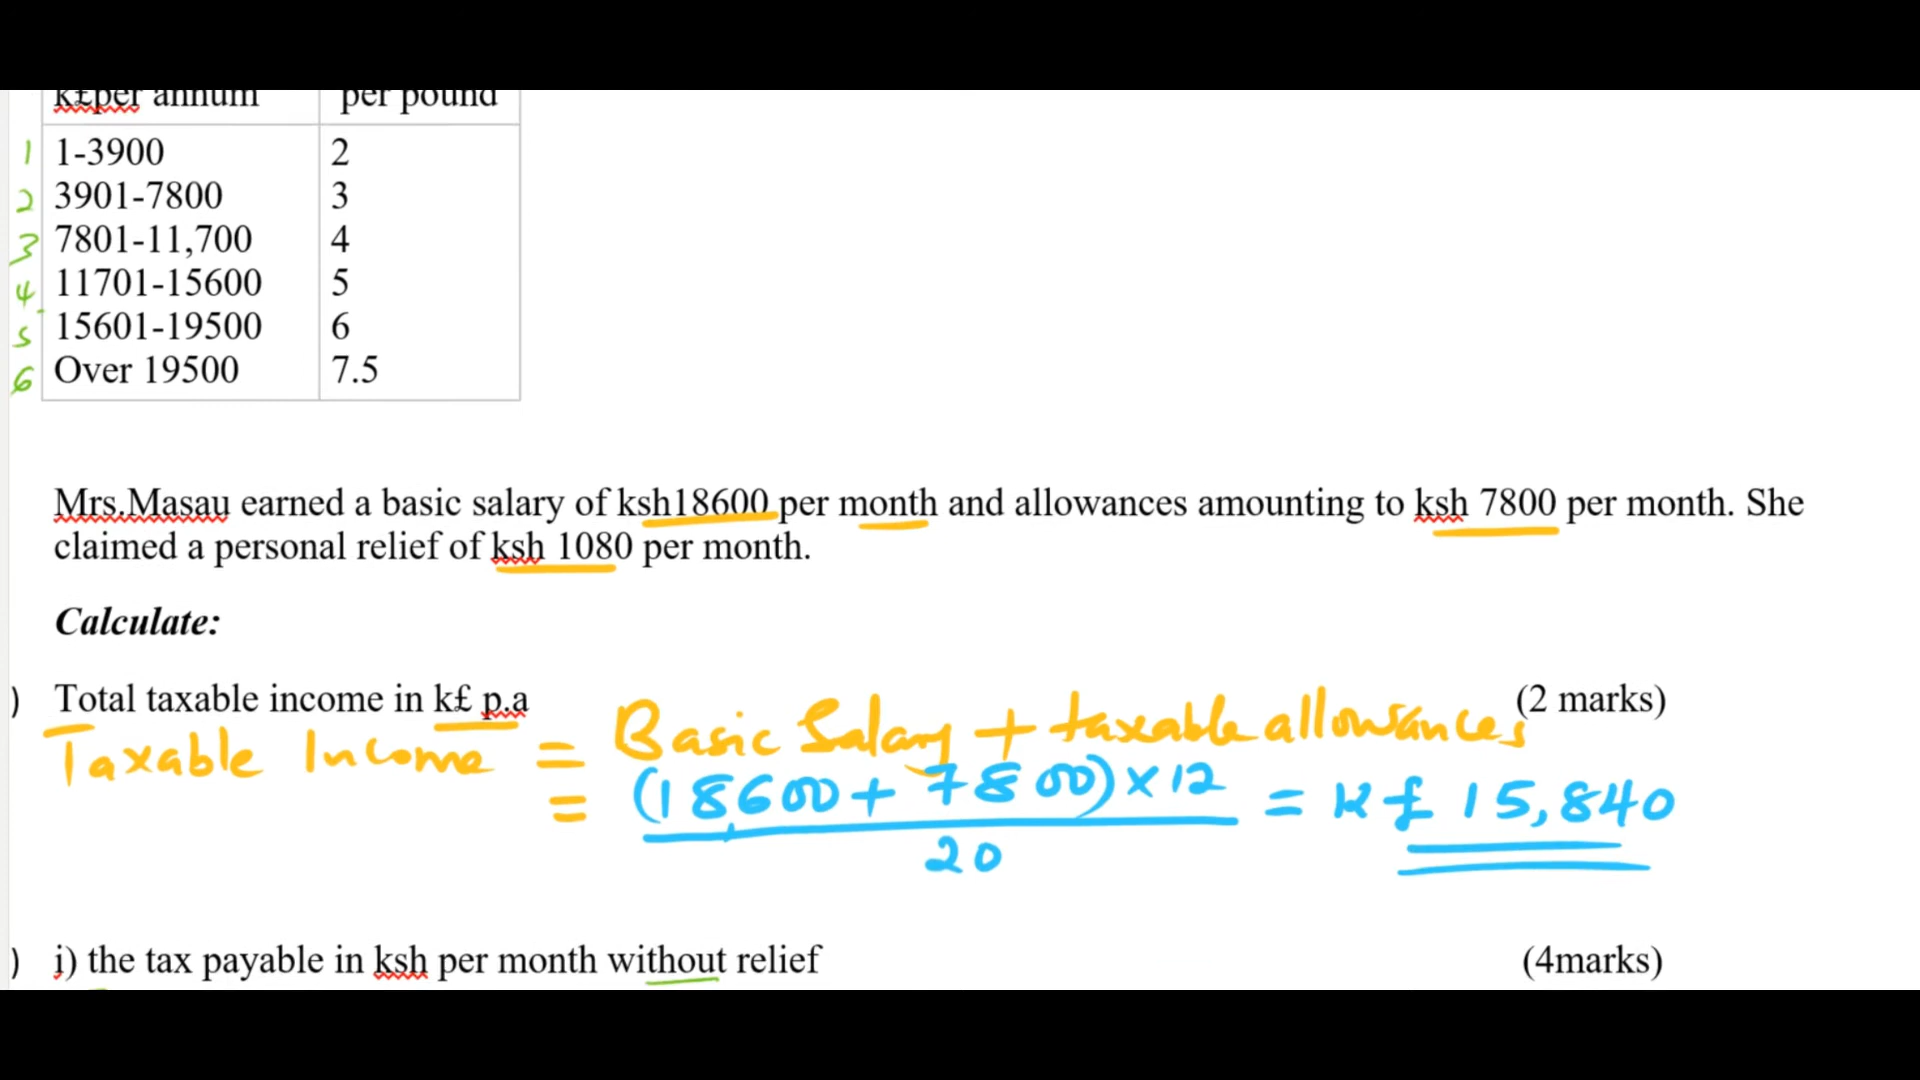 k£per annum per pound
1 1-3900 2
2 3901-7800 3
3 7801-11,700 4
4 11701-15600 5
5 15601-19500 6
6 Over 19500 7.5
Mrs.Masau earned a basic salary of ksh18600 per month and allowances amounting to ksh 7800 per month. She
claimed a personal relief of ksh 1080 per month.
Calculate:
) Total taxable income in k£ p.a (2 marks)
Taxable Income = Basic Salary + taxable allowances
= (18,600 + 7800) × 12 = K£ 15,840
20
) i) the tax payable in ksh per month without relief (4marks)